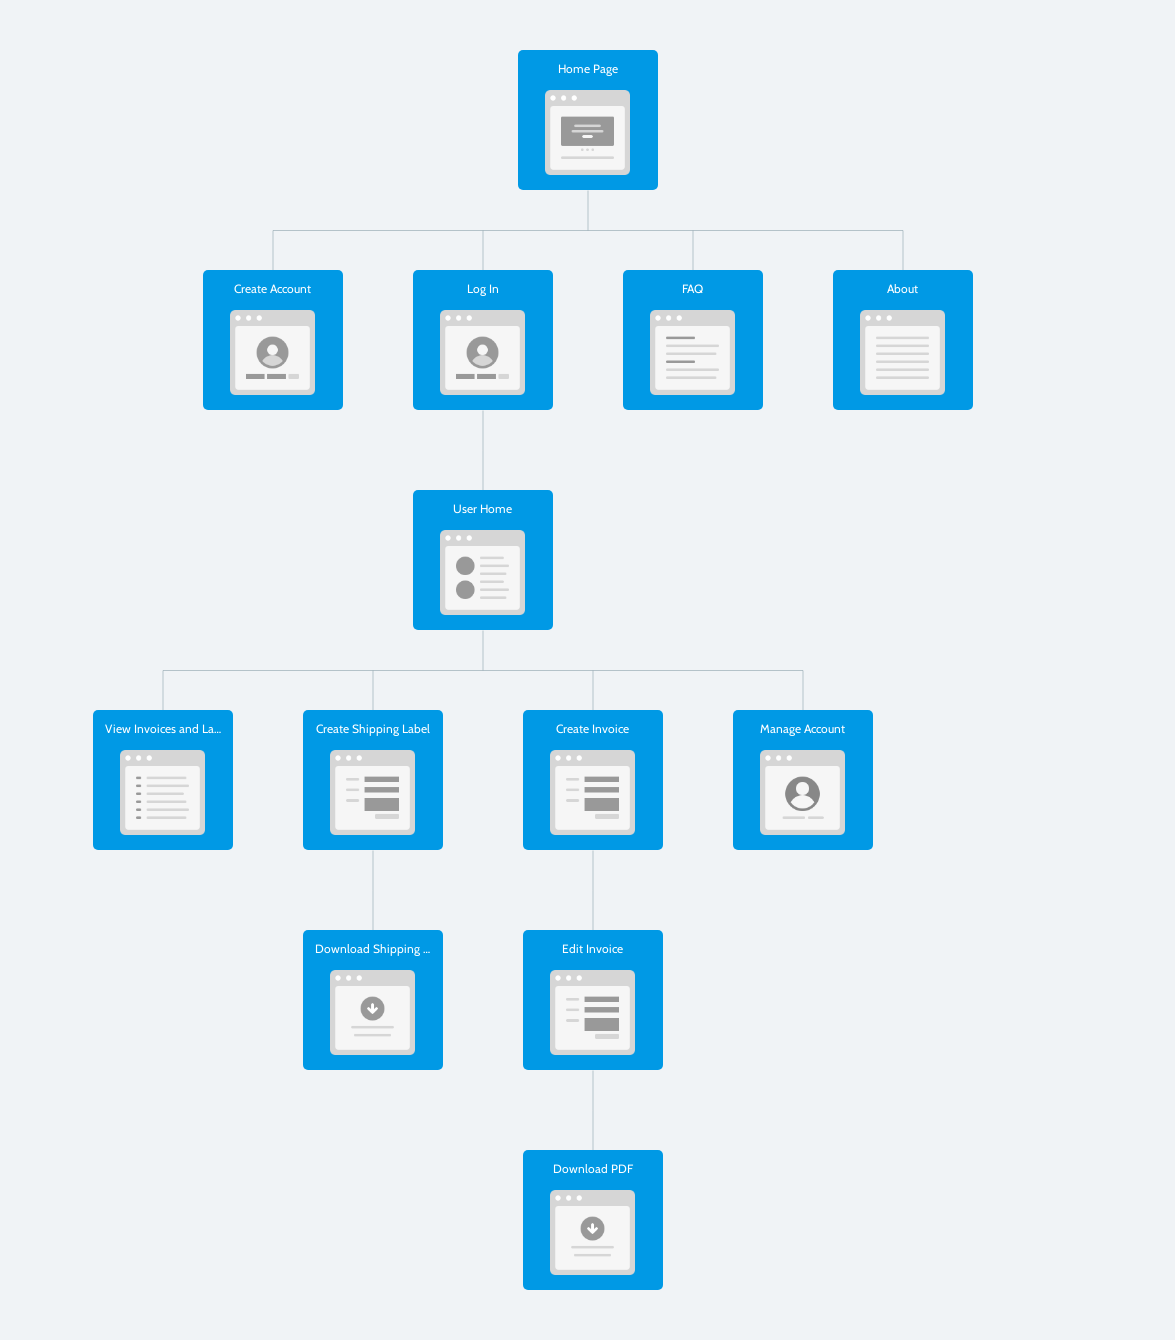 Home Page
Create Account
Log In
FAQ
About
User Home
View Invoices and La...
Create Shipping Label
Create Invoice
Manage Account
Download Shipping ...
Edit Invoice
Download PDF